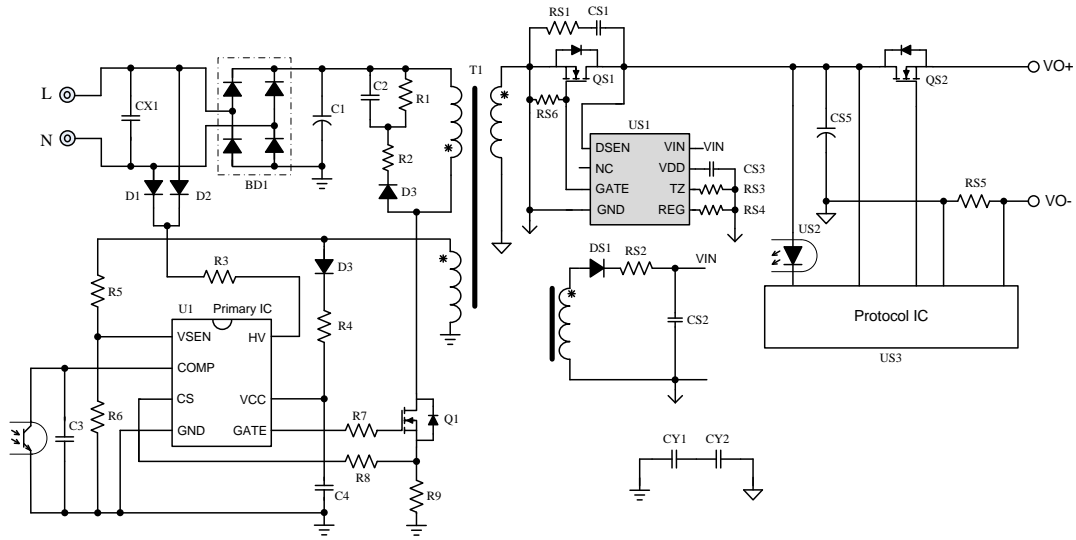 RS1
CS1
T1
QS1
QS2
VO+
L
CX1
C2
R1
C1
RS6
US1
CS5
N
R2
DSEN
VIN
VIN
NC
VDD
CS3
GATE
TZ
RS3
GND
REG
RS4
D1
D2
BD1
D3
RS5
VO-
US2
R3
D3
DS1
RS2
VIN
R5
U1
Primary IC
R4
CS2
Protocol IC
VSEN
HV
US3
COMP
CS
VCC
R6
C3
GND
GATE
R7
Q1
R8
CY1
CY2
C4
R9